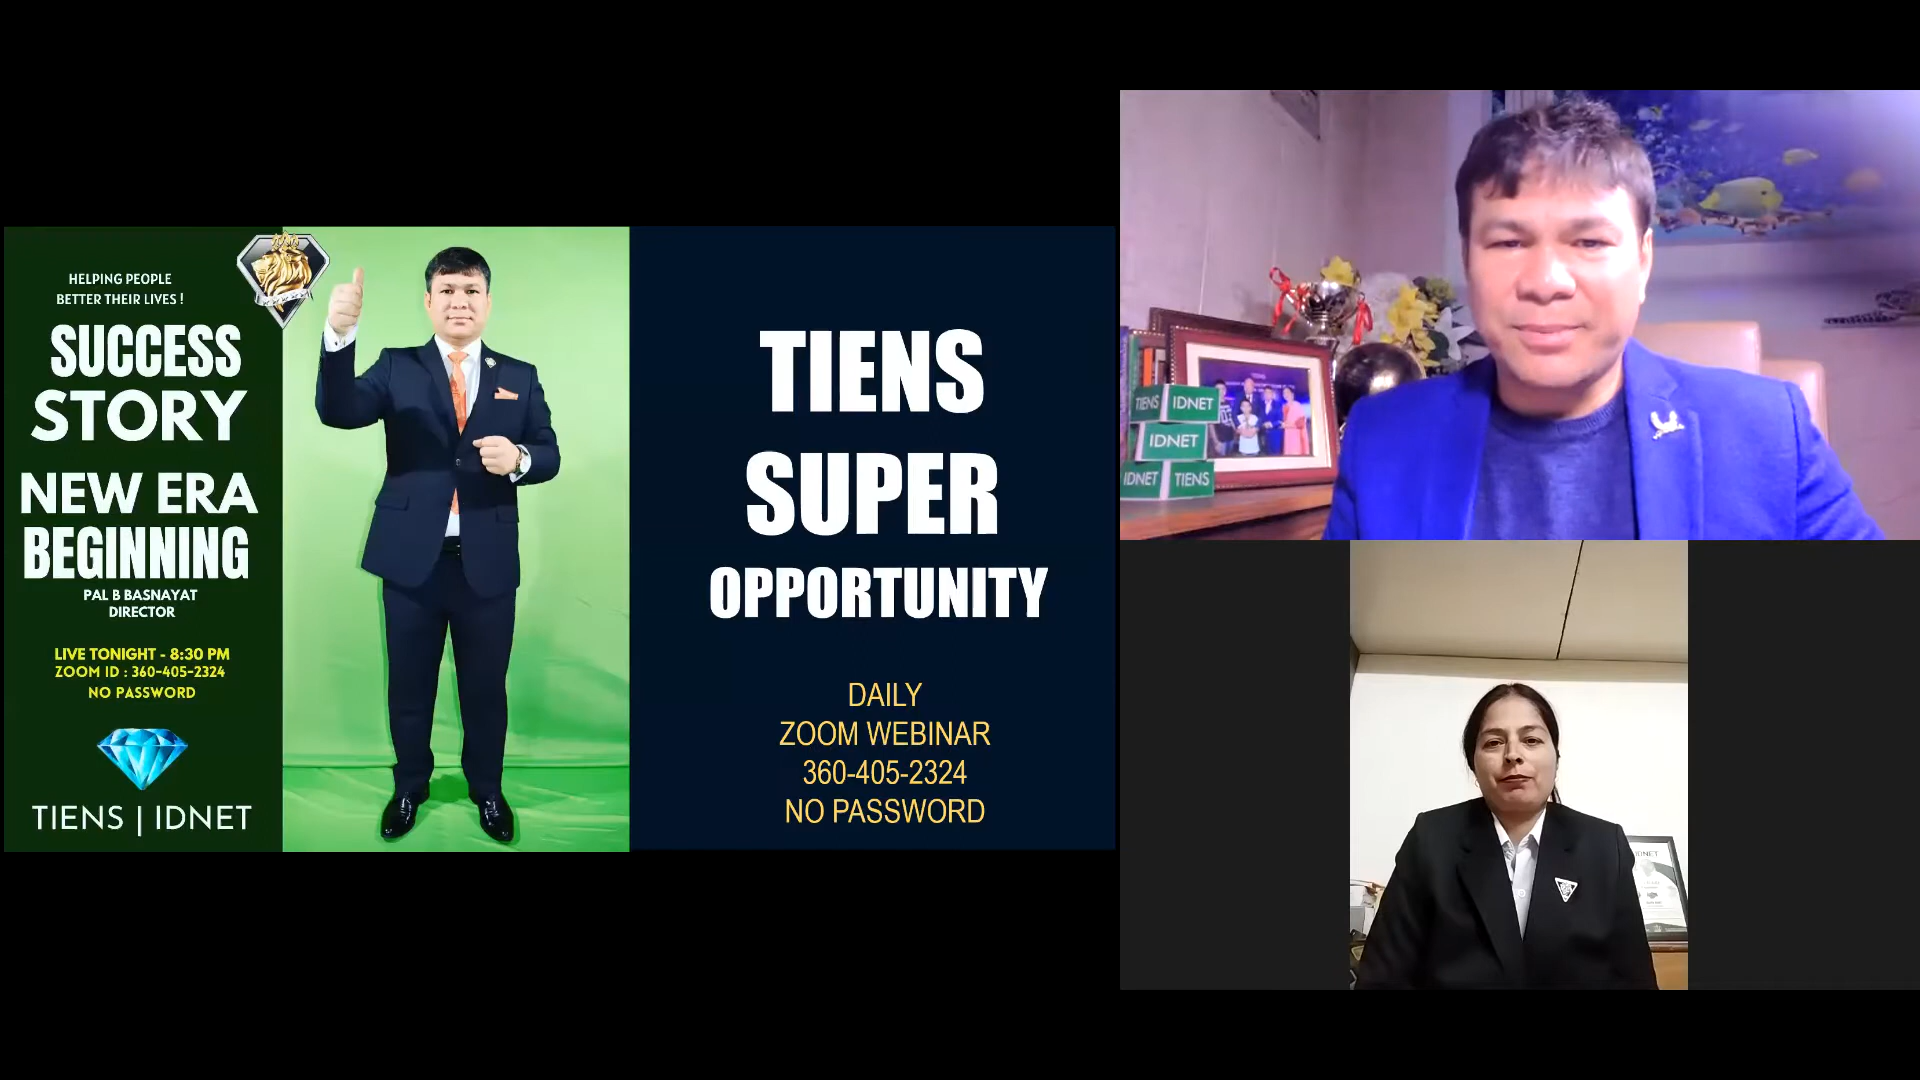 HELPING PEOPLE
BETTER THEIR LIVES !
SUCCESS
STORY
NEW ERA
BEGINNING
PAL B BASNAYAT
DIRECTOR
LIVE TONIGHT - 8:30 PM
ZOOM ID : 360-405-2324
NO PASSWORD
TIENS | IDNET
TIENS
SUPER
OPPORTUNITY
DAILY
ZOOM WEBINAR
360-405-2324
NO PASSWORD
TIENS IDNET
IDNET
IDNET TIENS